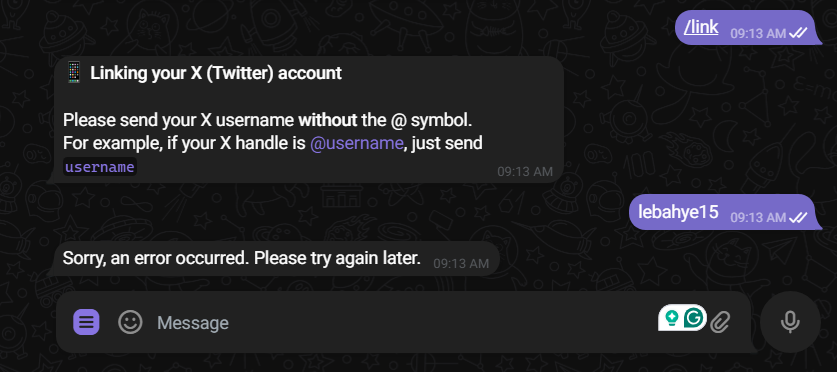 /link 09:13 AM
Linking your X (Twitter) account
Please send your X username without the @ symbol.
For example, if your X handle is @username, just send
username
09:13 AM
lebahye15 09:13 AM
Sorry, an error occurred. Please try again later. 09:13 AM
Message